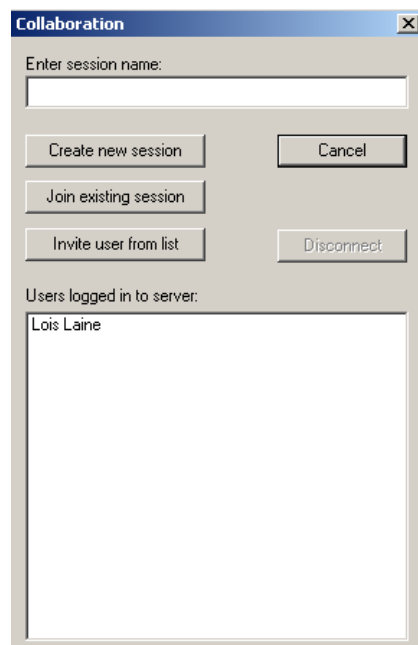 Collaboration
Enter session name:
Create new session
Cancel
Join existing session
Invite user from list
Disconnect
Users logged in to server:
Lois Laine